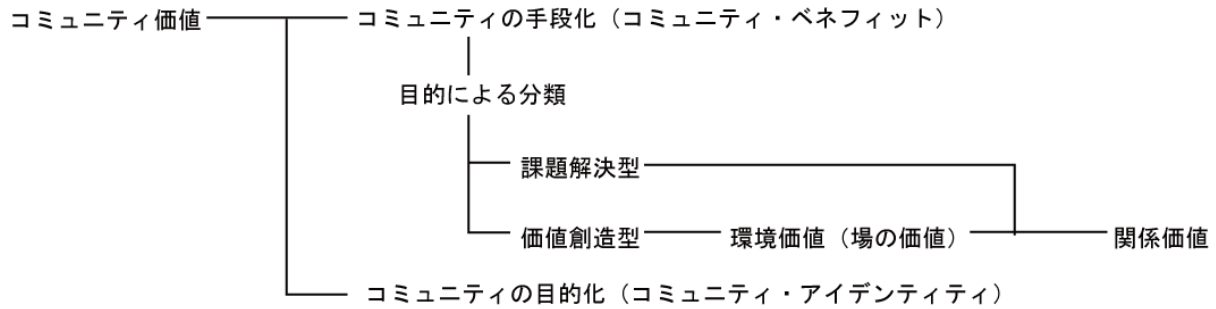 コミュニティ価値
コミュニティの手段化（コミュニティ・ベネフィット）
目的による分類
課題解決型
価値創造型
環境価値（場の価値）
関係価値
コミュニティの目的化（コミュニティ・アイデンティティ）